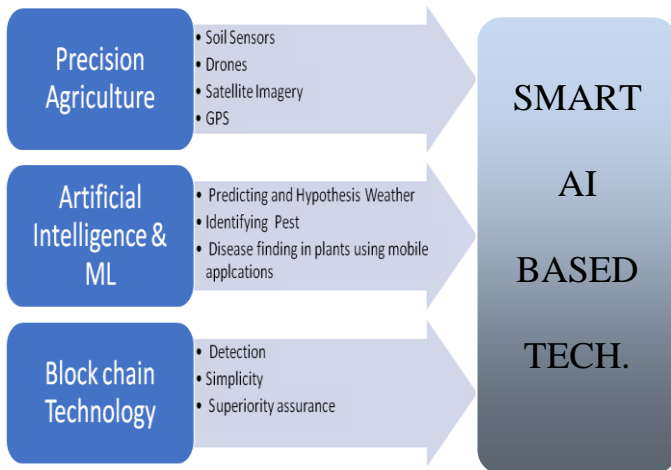 Precision
Agriculture
• Soil Sensors
• Drones
• Satellite Imagery
• GPS
Artificial
Intelligence &
ML
• Predicting and Hypothesis Weather
• Identifying Pest
• Disease finding in plants using mobile
applcations
Block chain
Technology
• Detection
• Simplicity
• Superiority assurance
SMART
AI
BASED
TECH.